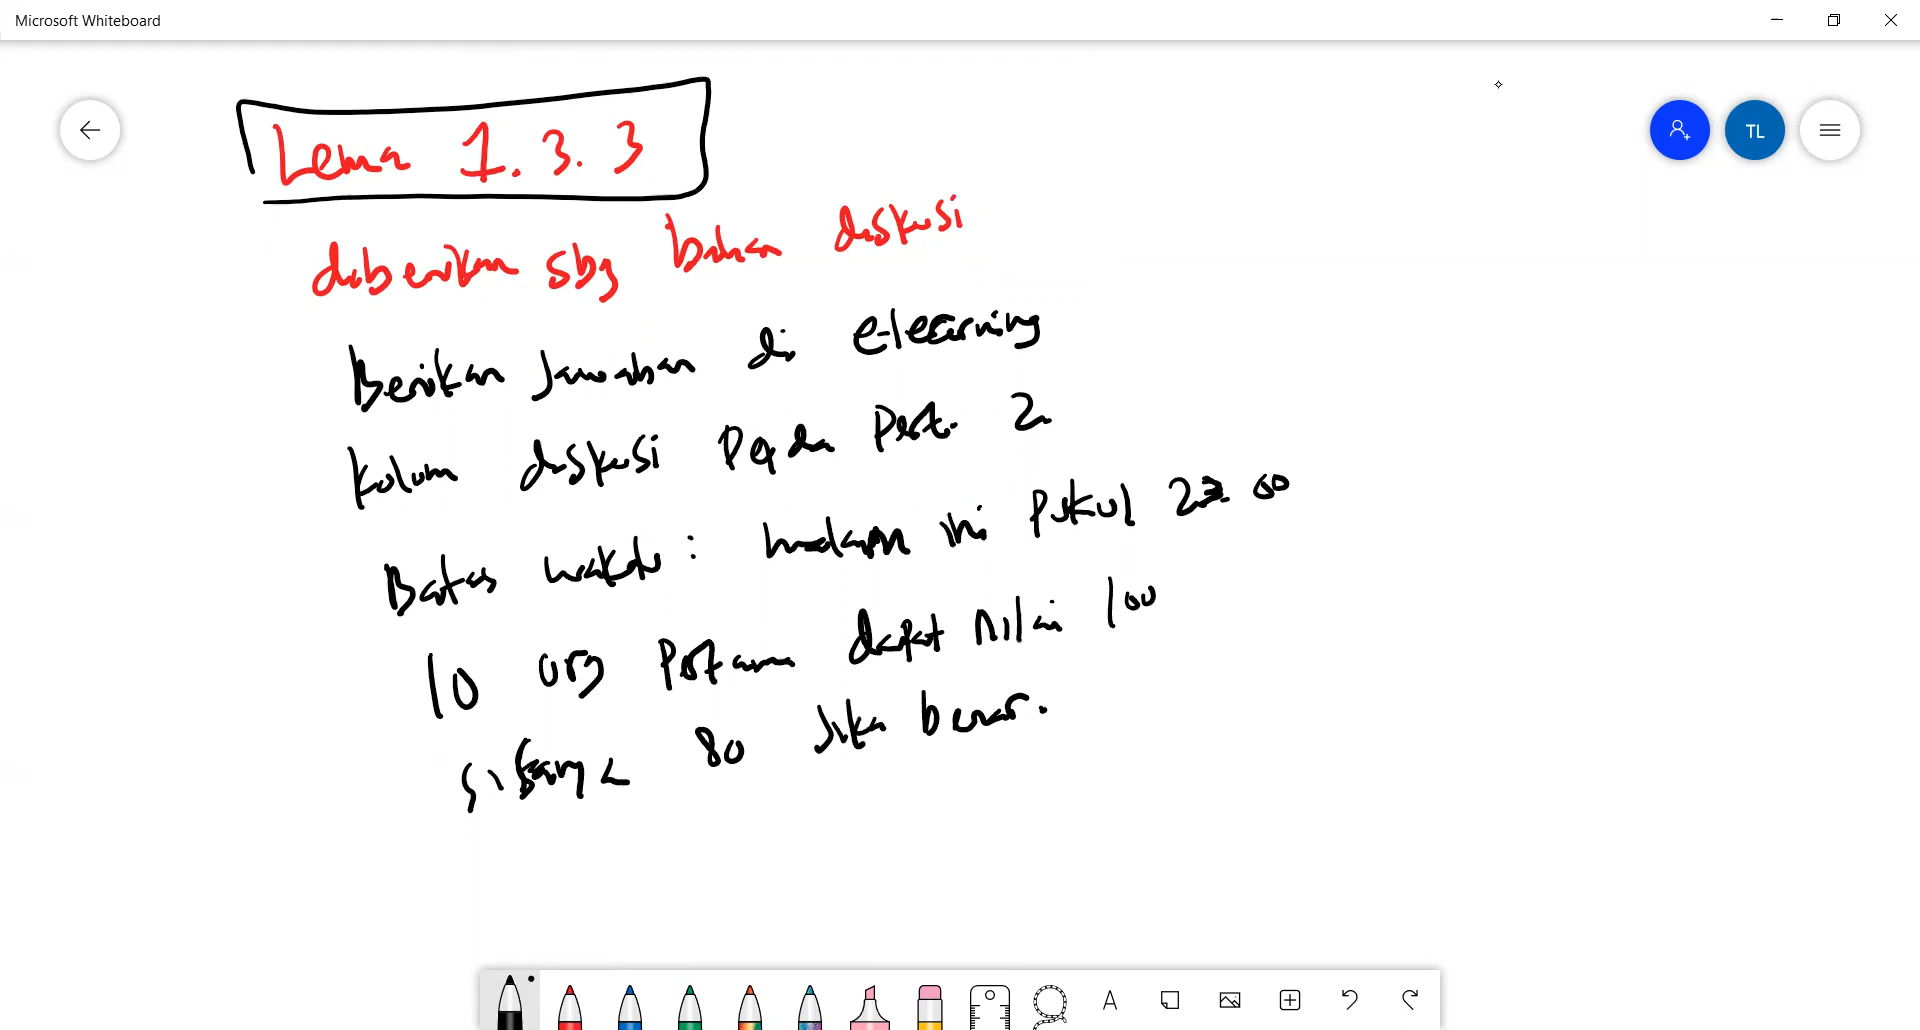 Microsoft Whiteboard
TL
Lema 1.3.3
diberikan sbg bahan diskusi
Berikan Jawaban di e-learning
kolom diskusi Pada Pert. 2
Batas waktu: malam ini Pukul 23 00
10 org Pertama dapat nilai 100
sisanya 80 Jika benar.
A